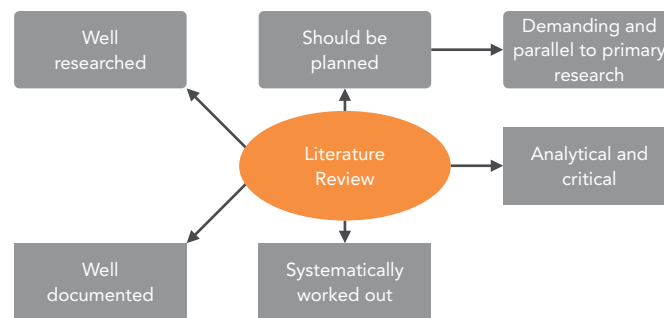 Well
researched
Should be
planned
Demanding and
parallel to primary
research
Literature
Review
Analytical and
critical
Well
documented
Systematically
worked out